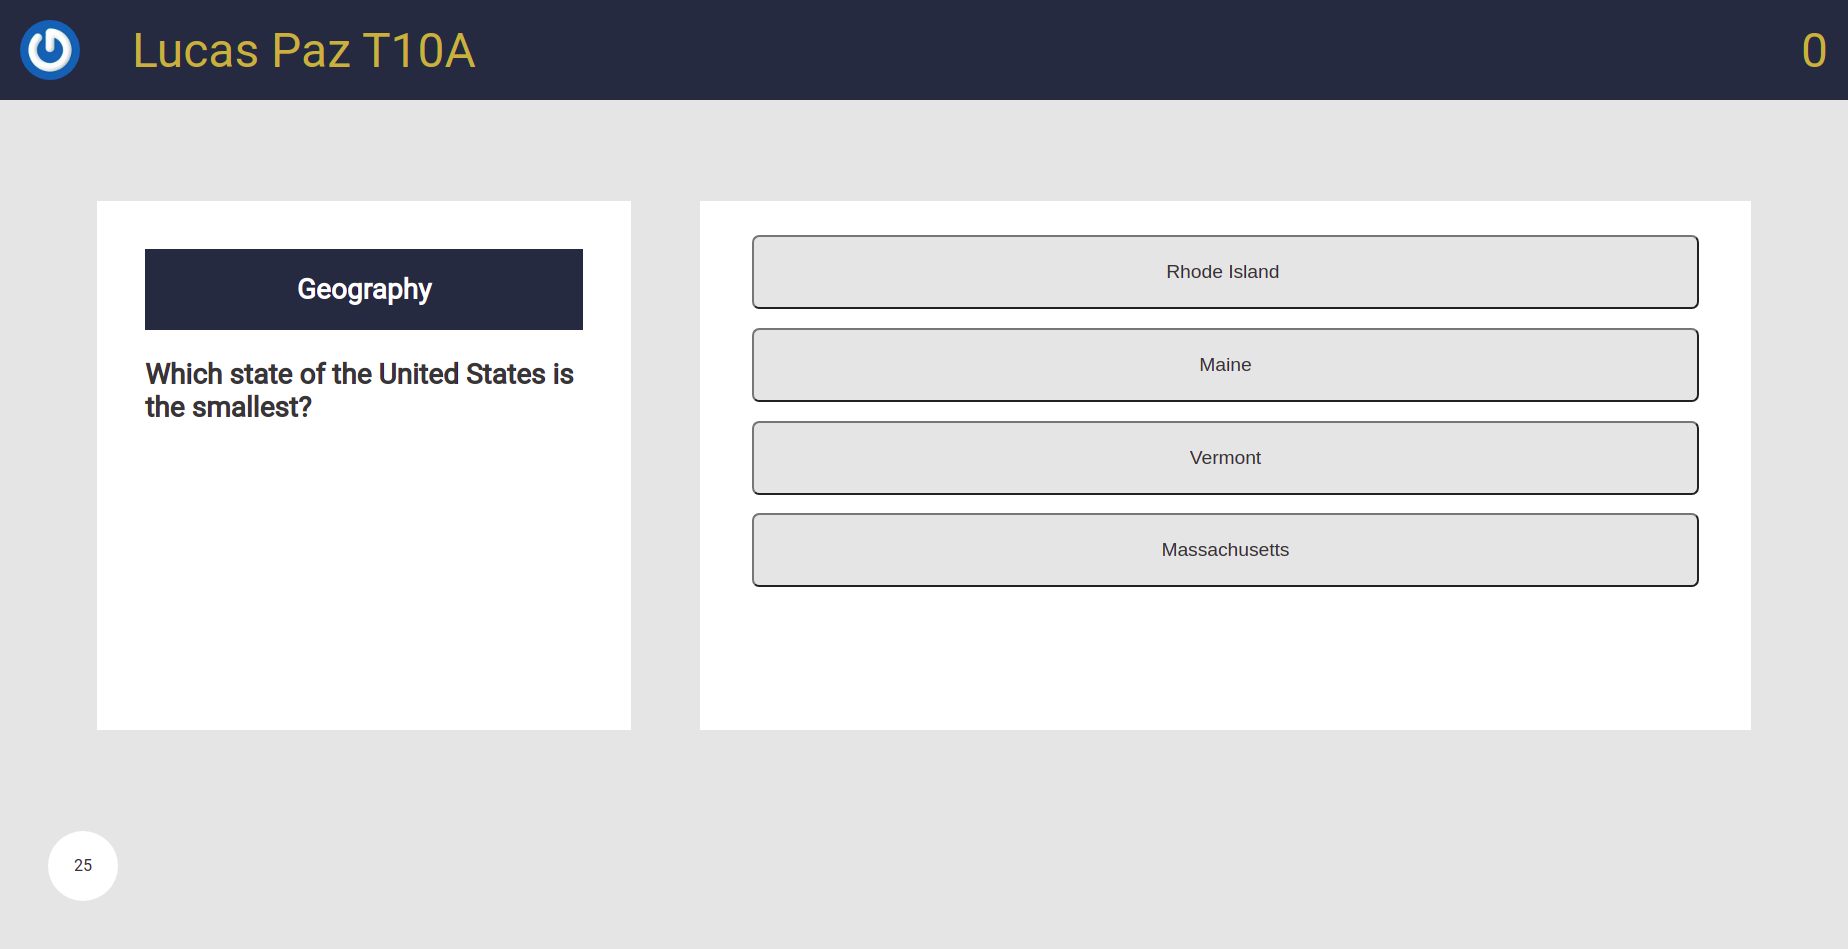 Lucas Paz T10A
0
Geography
Which state of the United States is
the smallest?
Rhode Island
Maine
Vermont
Massachusetts
25